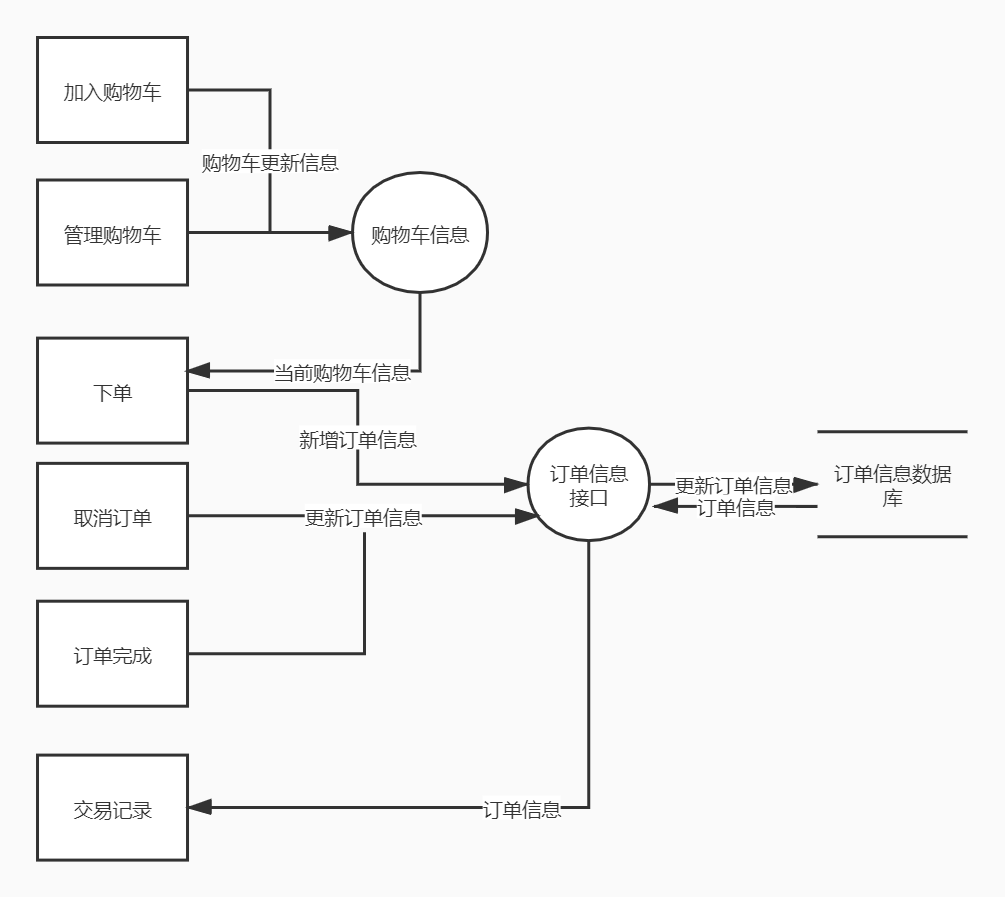 加入购物车
购物车更新信息
管理购物车
购物车信息
当前购物车信息
下单
新增订单信息
订单信息
接口
更新订单信息
订单信息
订单信息数据
库
取消订单
更新订单信息
订单完成
交易记录
订单信息